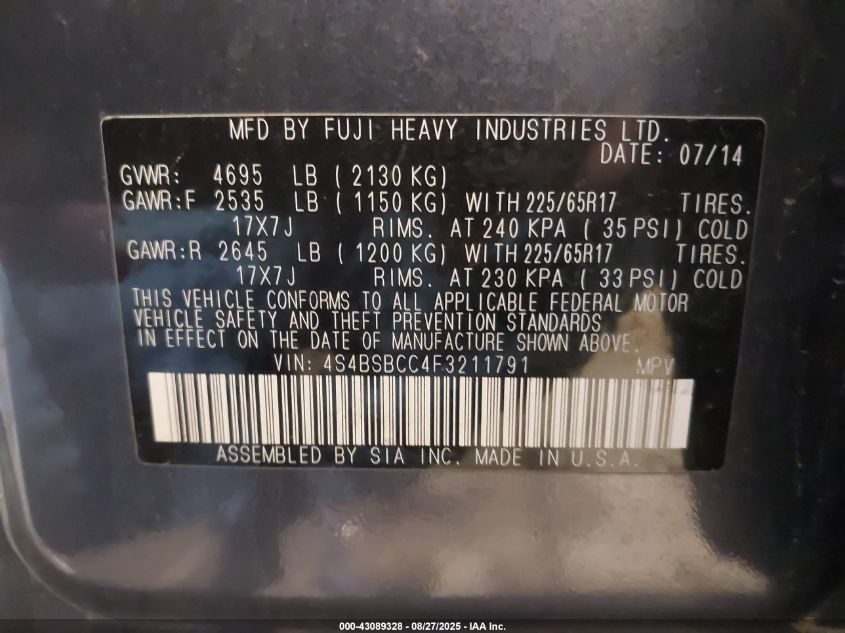 MFD BY FUJI HEAVY INDUSTRIES LTD.
DATE: 07/14
GVWR: 4695 LB ( 2130 KG)
GAWR:F 2535 LB ( 1150 KG) WITH 225/65R17 TIRES.
17X7J RIMS. AT 240 KPA ( 35 PSI) COLD
GAWR:R 2645 LB ( 1200 KG) WITH 225/65R17 TIRES.
17X7J RIMS. AT 230 KPA ( 33 PSI) COLD
THIS VEHICLE CONFORMS TO ALL APPLICABLE FEDERAL MOTOR
VEHICLE SAFETY AND THEFT PREVENTION STANDARDS
IN EFFECT ON THE DATE OF MANUFACTURE SHOWN ABOVE.
VIN: 4S4BSBCC4F3211791 MPV
ASSEMBLED BY SIA INC. MADE IN U.S.A.
000-43089328 - 08/27/2025 - IAA Inc.